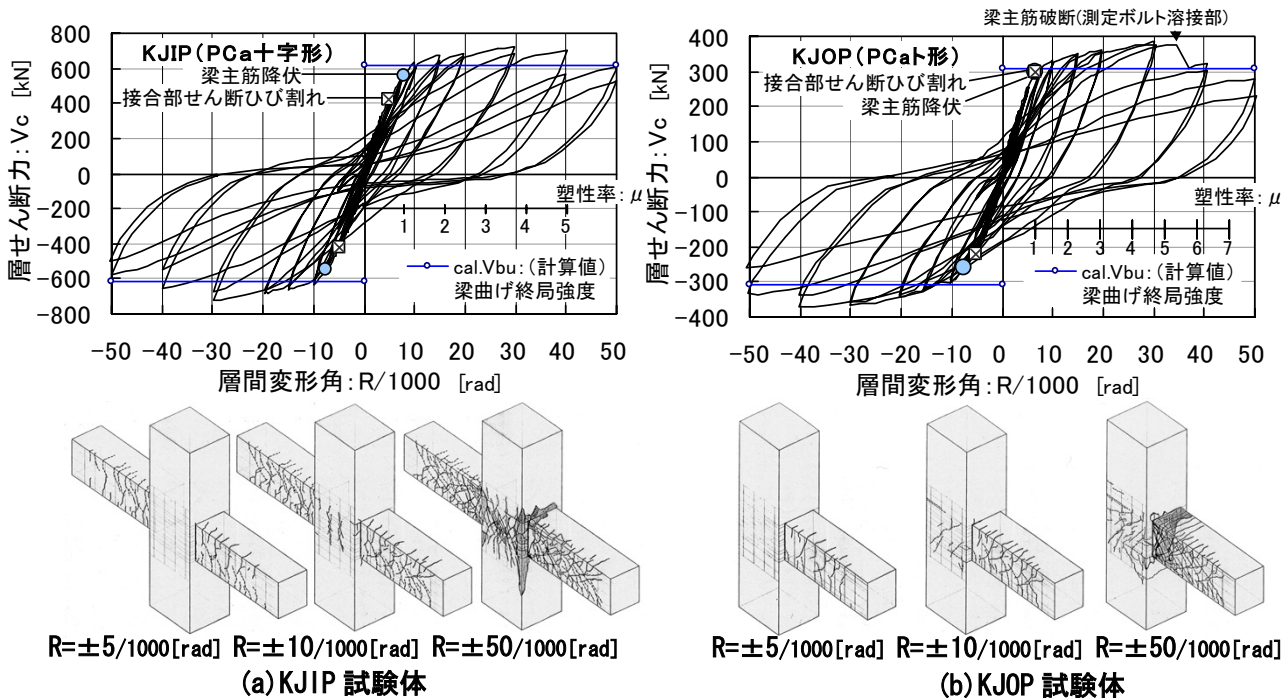 KJIP(PCa十字形)
梁主筋降伏
接合部せん断ひび割れ
層せん断力:Vc [kN]
800
600
400
200
0
-200
-400
-600
-800
塑性率:μ
1 2 3 4 5
cal.Vbu:(計算値)
梁曲げ終局強度
-50 -40 -30 -20 -10 0 10 20 30 40 50
層間変形角:R/1000 [rad]
R=±5/1000[rad] R=±10/1000[rad] R=±50/1000[rad]
(a)KJIP 試験体
梁主筋破断(測定ボルト溶接部)
KJOP(PCaト形)
接合部せん断ひび割れ
梁主筋降伏
層せん断力:Vc [kN]
400
300
200
100
0
-100
-200
-300
-400
塑性率:μ
1 2 3 4 5 6 7
cal.Vbu:(計算値)
梁曲げ終局強度
-50 -40 -30 -20 -10 0 10 20 30 40 50
層間変形角:R/1000 [rad]
R=±5/1000[rad] R=±10/1000[rad] R=±50/1000[rad]
(b)KJOP 試験体